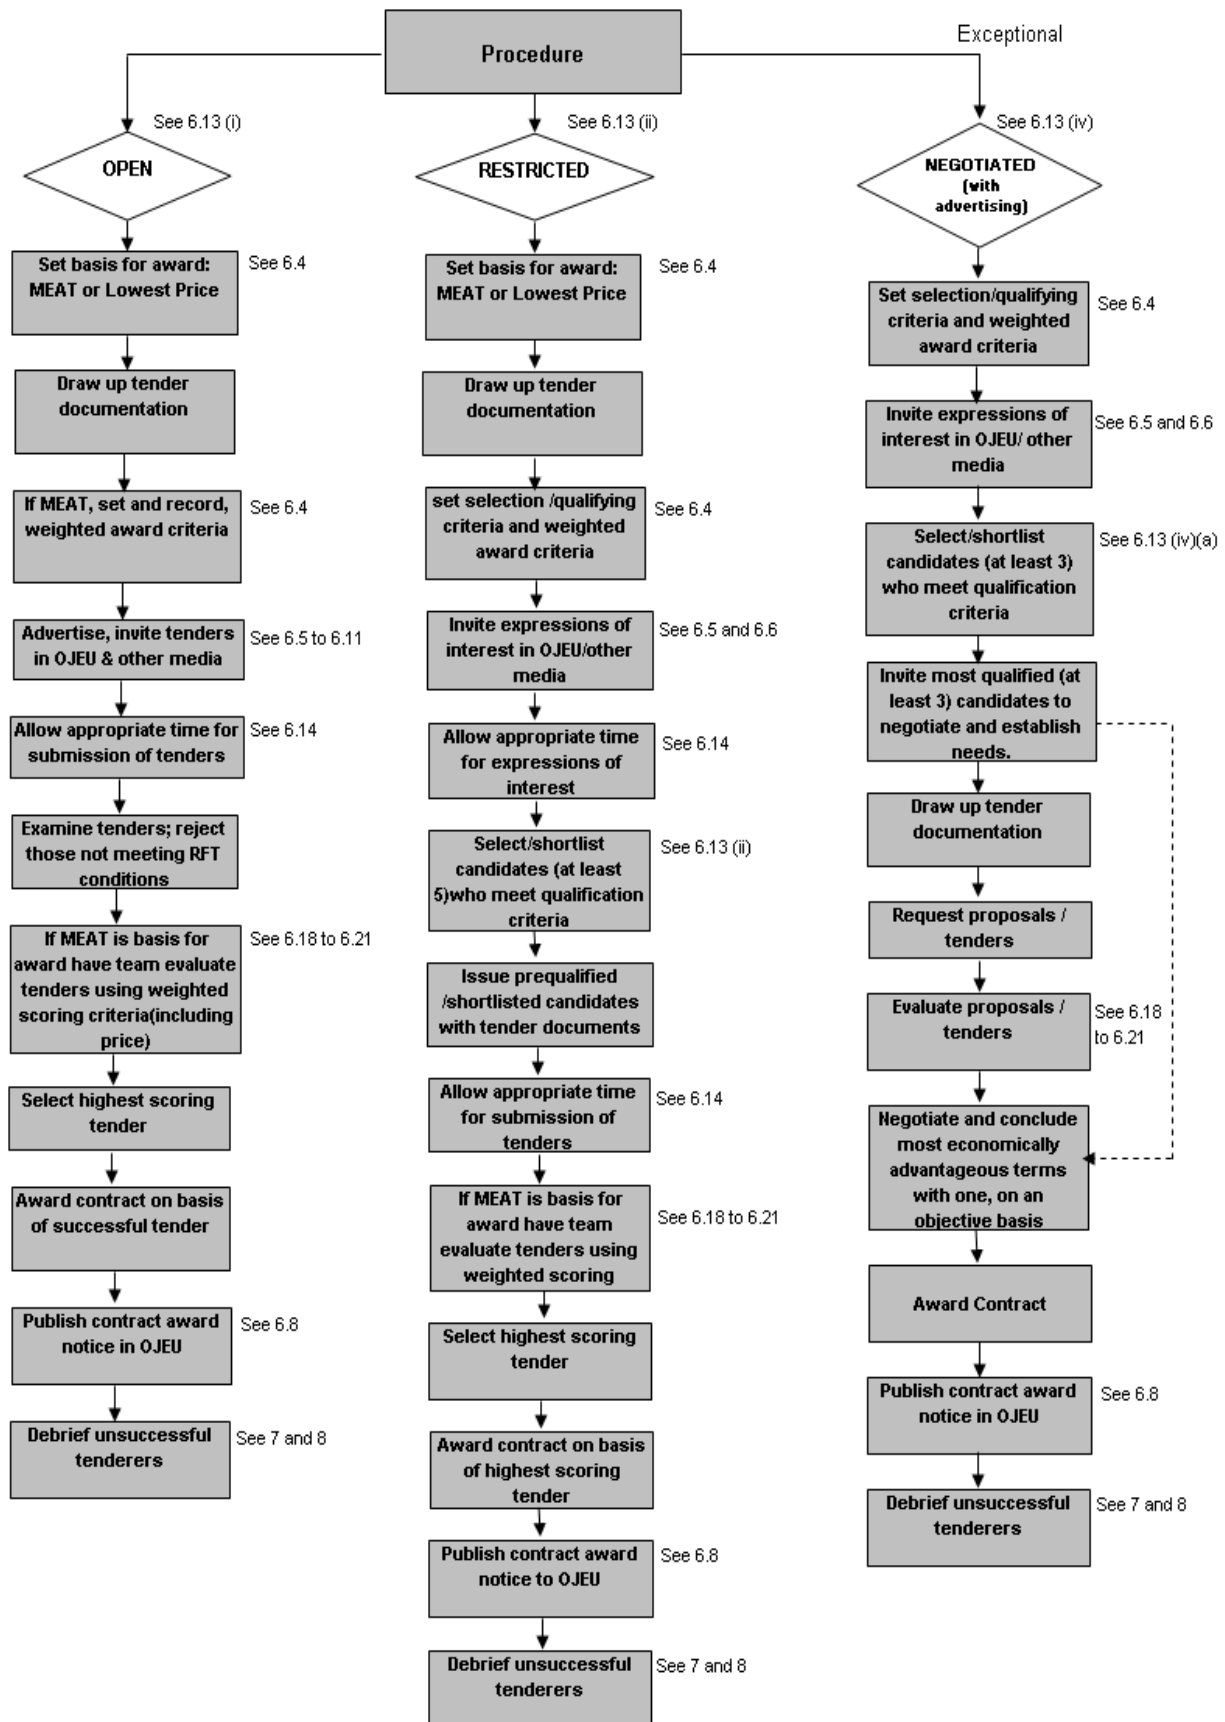 Procedure
Exceptional
See 6.13 (i)
OPEN
Set basis for award:
MEAT or Lowest Price
See 6.4
Draw up tender
documentation
If MEAT, set and record,
weighted award criteria
See 6.4
Advertise, invite tenders
in OJEU & other media
See 6.5 to 6.11
Allow appropriate time for
submission of tenders
See 6.14
Examine tenders; reject
those not meeting RFT
conditions
If MEAT is basis for
award have team evaluate
tenders using weighted
scoring criteria(including
price)
See 6.18 to 6.21
Select highest scoring
tender
Award contract on basis
of successful tender
Publish contract award
notice in OJEU
See 6.8
Debrief unsuccessful
tenderers
See 7 and 8
See 6.13 (ii)
RESTRICTED
Set basis for award:
MEAT or Lowest Price
See 6.4
Draw up tender
documentation
set selection /qualifying
criteria and weighted
award criteria
See 6.4
Invite expressions of
interest in OJEU/other
media
See 6.5 and 6.6
Allow appropriate time
for expressions of
interest
See 6.14
Select/shortlist
candidates (at least
5)who meet qualification
criteria
See 6.13 (ii)
Issue prequalified
/shortlisted candidates
with tender documents
Allow appropriate time
for submission of
tenders
See 6.14
If MEAT is basis for
award have team
evaluate tenders using
weighted scoring
See 6.18 to 6.21
Select highest scoring
tender
Award contract on basis
of highest scoring
tender
Publish contract award
notice to OJEU
See 6.8
Debrief unsuccessful
tenderers
See 7 and 8
See 6.13 (iv)
NEGOTIATED
(with
advertising)
Set selection/qualifying
criteria and weighted
award criteria
See 6.4
Invite expressions of
interest in OJEU/ other
media
See 6.5 and 6.6
Select/shortlist
candidates (at least 3)
who meet qualification
criteria
See 6.13 (iv)(a)
Invite most qualified (at
least 3) candidates to
negotiate and establish
needs.
Draw up tender
documentation
Request proposals /
tenders
Evaluate proposals /
tenders
See 6.18
to 6.21
Negotiate and conclude
most economically
advantageous terms
with one, on an
objective basis
Award Contract
Publish contract award
notice in OJEU
See 6.8
Debrief unsuccessful
tenderers
See 7 and 8